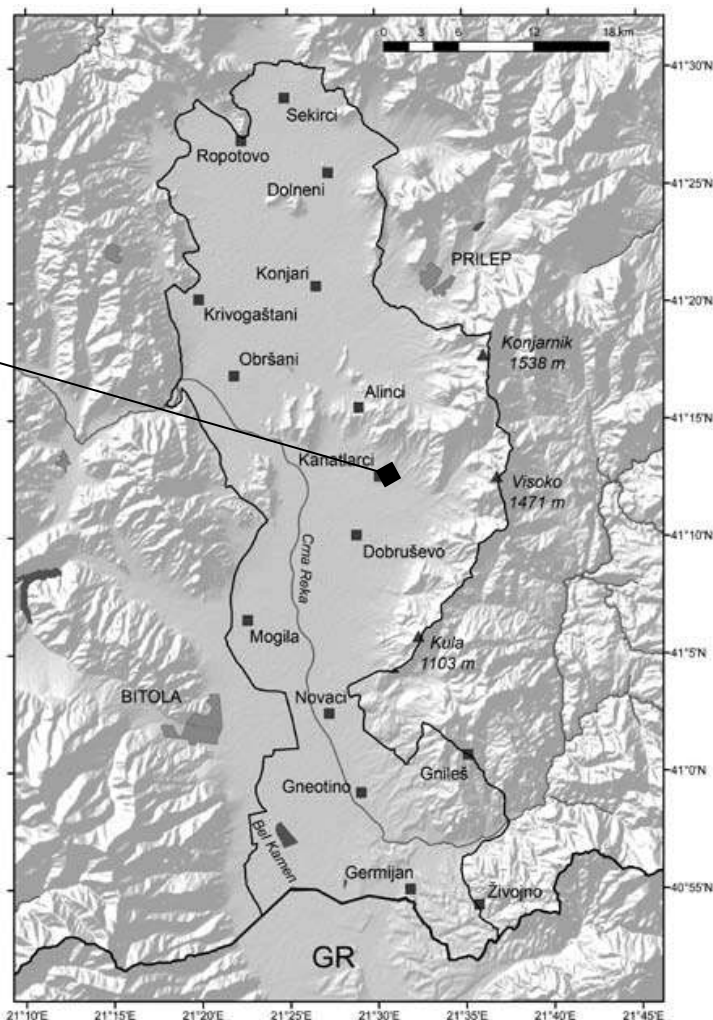 0 3 6 12 18 km
41°30'N
Sekirci
Ropotovo
Dolneni
41°25'N
PRILEP
Konjari
41°20'N
Krivogaštani
Konjarnik
1538 m
Obršani
Alinci
41°15'N
Kanatlarci
Visoko
1471 m
Crna Reka
41°10'N
Dobruševo
Mogila
Kula
1103 m
41°5'N
BITOLA
Novaci
Gnileš
41°0'N
Gneotino
Bel Kamen
Germijan
Živojno
40°55'N
GR
21°10'E 21°15'E 21°20'E 21°25'E 21°30'E 21°35'E 21°40'E 21°45'E